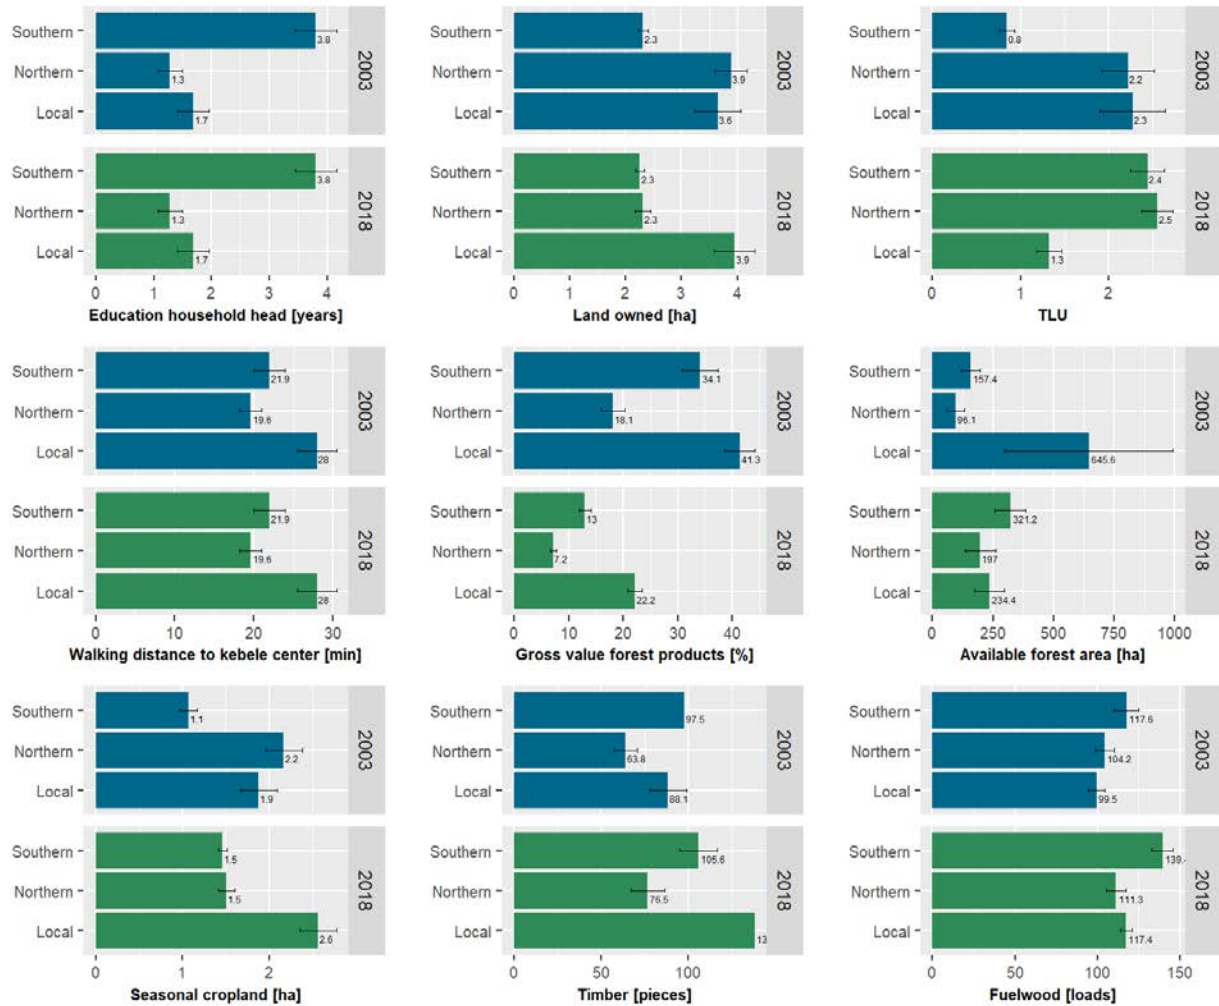 Southern 3.8
Northern 1.3
Local 1.7
2003
Southern 3.8
Northern 1.3
Local 1.7
2018
0 1 2 3 4
Education household head [years]
Southern 2.3
Northern 3.9
Local 3.6
2003
Southern 2.3
Northern 2.3
Local 3.9
2018
0 1 2 3 4
Land owned [ha]
Southern 0.8
Northern 2.2
Local 2.3
2003
Southern 2.4
Northern 2.5
Local 1.3
2018
0 1 2
TLU
Southern 21.9
Northern 19.6
Local 28
2003
Southern 21.9
Northern 19.6
Local 28
2018
0 10 20 30
Walking distance to kebele center [min]
Southern 34.1
Northern 18.1
Local 41.3
2003
Southern 13
Northern 7.2
Local 22.2
2018
0 10 20 30 40
Gross value forest products [%]
Southern 157.4
Northern 96.1
Local 645.6
2003
Southern 321.2
Northern 197
Local 234.4
2018
0 250 500 750 1000
Available forest area [ha]
Southern 1.1
Northern 2.2
Local 1.9
2003
Southern 1.5
Northern 1.5
Local 2.6
2018
0 1 2
Seasonal cropland [ha]
Southern 97.5
Northern 63.8
Local 88.1
2003
Southern 105.6
Northern 76.5
Local 13
2018
0 50 100
Timber [pieces]
Southern 117.6
Northern 104.2
Local 99.5
2003
Southern 139.
Northern 111.3
Local 117.4
2018
0 50 100 150
Fuelwood [loads]